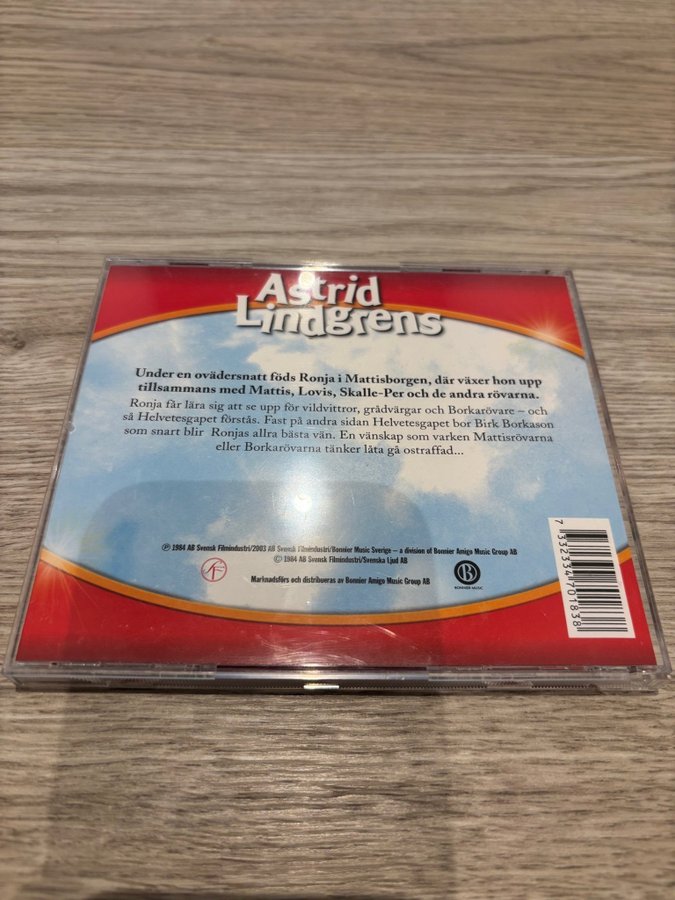 Astrid
Lindgrens
Under en ovädersnatt föds Ronja i Mattisborgen, där växer hon upp
tillsammans med Mattis, Lovis, Skalle-Per och de andra rövarna.
Ronja får lära sig att se upp för vildvittror, grådvärgar och Borkarövare – och
så Helvetesgapet förstås. Fast på andra sidan Helvetesgapet bor Birk Borkason
som snart blir Ronjas allra bästa vän. En vänskap som varken Mattisrövarna
eller Borkarövarna tänker låta gå ostraffad...
℗ 1984 AB Svensk Filmindustri/2003 AB Svensk Filmindustri/Bonnier Music Sverige – a division of Bonnier Amigo Music Group AB
© 1984 AB Svensk Filmindustri/Svenska Ljud AB
Marknadsförs och distribueras av Bonnier Amigo Music Group AB
SF
B
BONNIER MUSIC
7 332334 701838